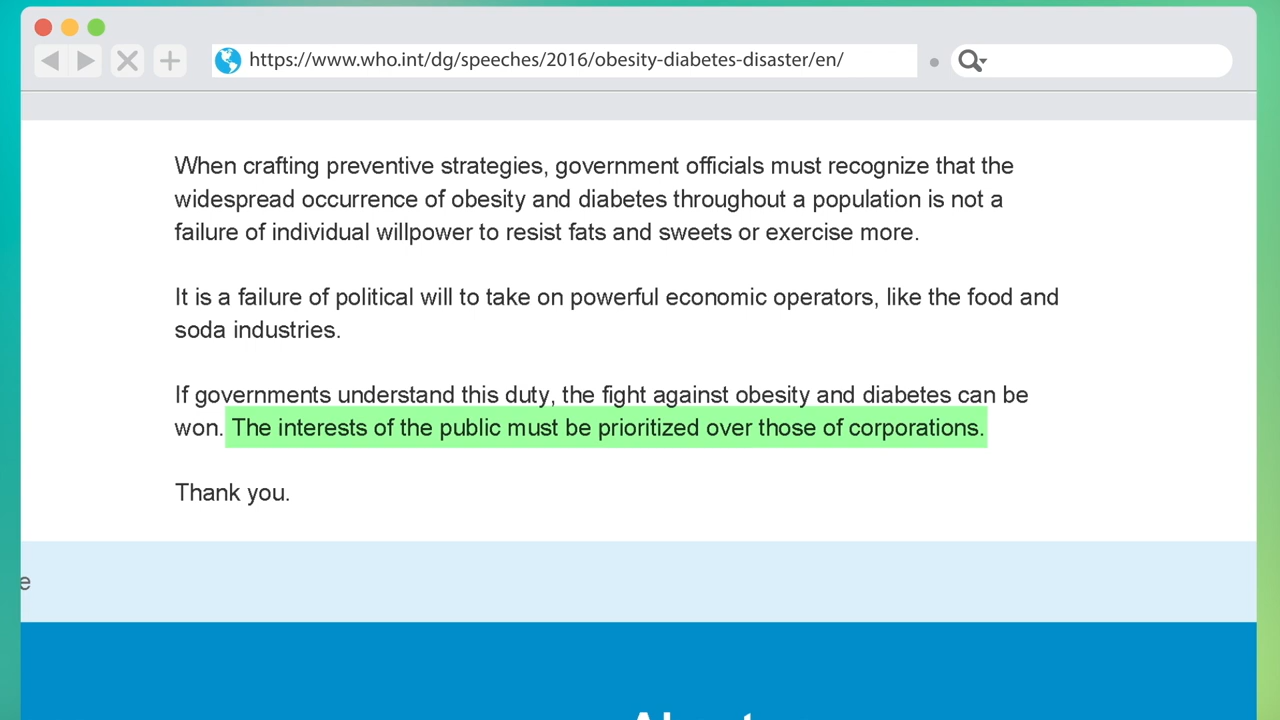 https://www.who.int/dg/speeches/2016/obesity-diabetes-disaster/en/
When crafting preventive strategies, government officials must recognize that the
widespread occurrence of obesity and diabetes throughout a population is not a
failure of individual willpower to resist fats and sweets or exercise more.
It is a failure of political will to take on powerful economic operators, like the food and
soda industries.
If governments understand this duty, the fight against obesity and diabetes can be
won. The interests of the public must be prioritized over those of corporations.
Thank you.
e